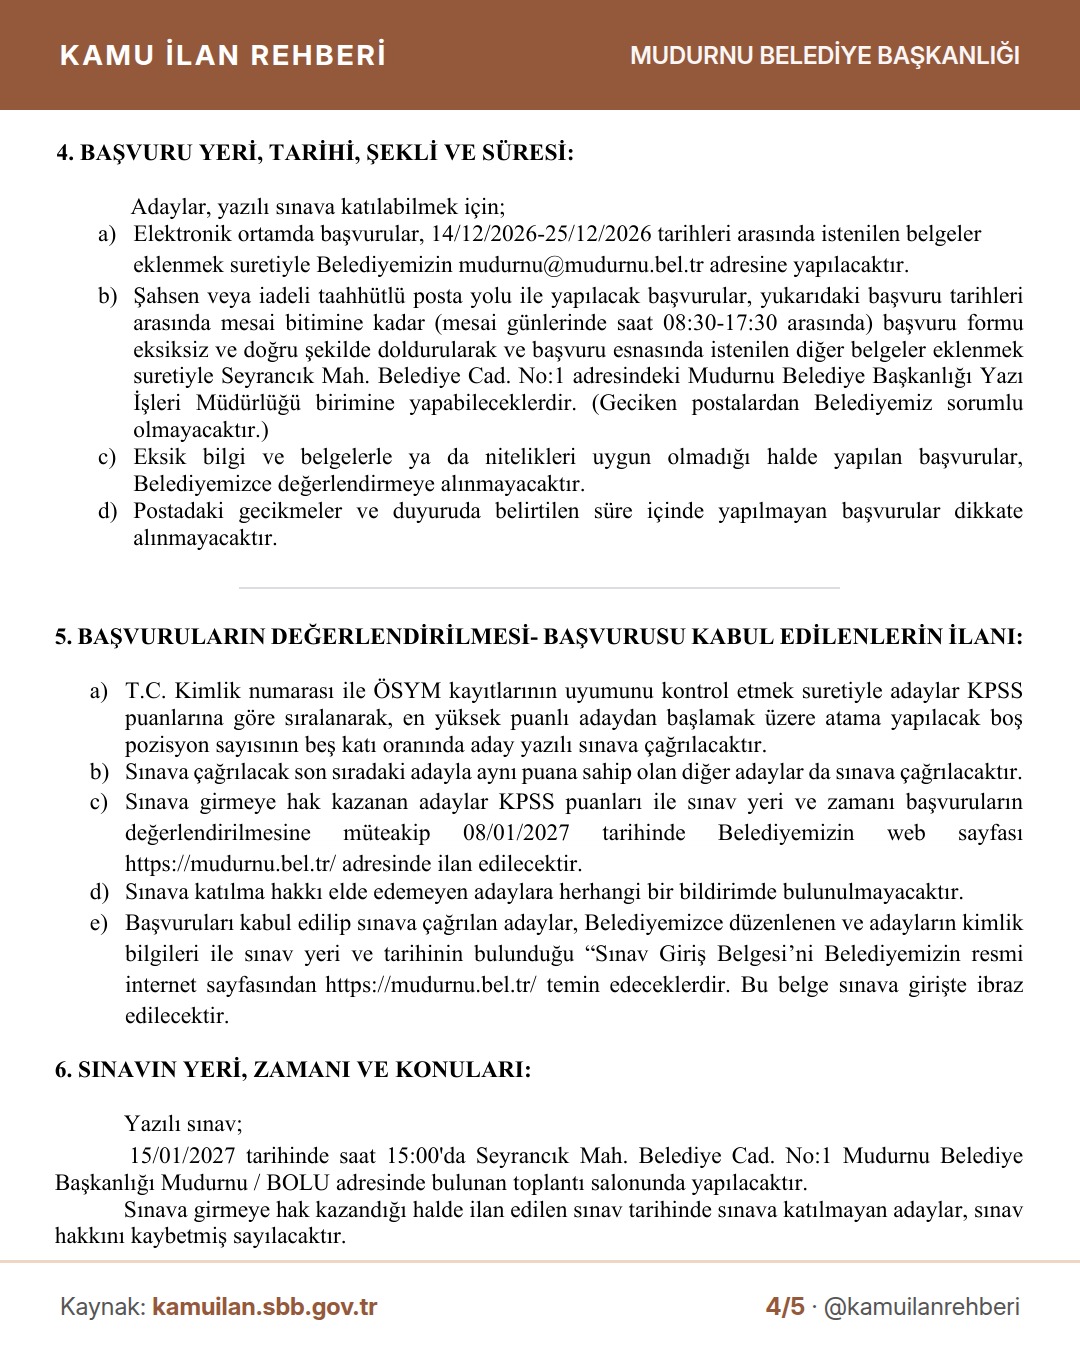 KAMU İLAN REHBERİ
MUDURNU BELEDİYE BAŞKANLIĞI
4. BAŞVURU YERİ, TARİHİ, ŞEKLİ VE SÜRESİ:
Adaylar, yazılı sınava katılabilmek için;
a) Elektronik ortamda başvurular, 14/12/2026-25/12/2026 tarihleri arasında istenilen belgeler
eklenmek suretiyle Belediyemizin mudurnu@mudurnu.bel.tr adresine yapılacaktır.
b) Şahsen veya iadeli taahhütlü posta yolu ile yapılacak başvurular, yukarıdaki başvuru tarihleri
arasında mesai bitimine kadar (mesai günlerinde saat 08:30-17:30 arasında) başvuru formu
eksiksiz ve doğru şekilde doldurularak ve başvuru esnasında istenilen diğer belgeler eklenmek
suretiyle Seyrancık Mah. Belediye Cad. No:1 adresindeki Mudurnu Belediye Başkanlığı Yazı
İşleri Müdürlüğü birimine yapabileceklerdir. (Geciken postalardan Belediyemiz sorumlu
olmayacaktır.)
c) Eksik bilgi ve belgelerle ya da nitelikleri uygun olmadığı halde yapılan başvurular,
Belediyemizce değerlendirmeye alınmayacaktır.
d) Postadaki gecikmeler ve duyuruda belirtilen süre içinde yapılmayan başvurular dikkate
alınmayacaktır.
5. BAŞVURULARIN DEĞERLENDİRİLMESİ- BAŞVURUSU KABUL EDİLENLERİN İLANI:
a) T.C. Kimlik numarası ile ÖSYM kayıtlarının uyumunu kontrol etmek suretiyle adaylar KPSS
puanlarına göre sıralanarak, en yüksek puanlı adaydan başlamak üzere atama yapılacak boş
pozisyon sayısının beş katı oranında aday yazılı sınava çağrılacaktır.
b) Sınava çağrılacak son sıradaki adayla aynı puana sahip olan diğer adaylar da sınava çağrılacaktır.
c) Sınava girmeye hak kazanan adaylar KPSS puanları ile sınav yeri ve zamanı başvuruların
değerlendirilmesine müteakip 08/01/2027 tarihinde Belediyemizin web sayfası
https://mudurnu.bel.tr/ adresinde ilan edilecektir.
d) Sınava katılma hakkı elde edemeyen adaylara herhangi bir bildirimde bulunulmayacaktır.
e) Başvuruları kabul edilip sınava çağrılan adaylar, Belediyemizce düzenlenen ve adayların kimlik
bilgileri ile sınav yeri ve tarihinin bulunduğu “Sınav Giriş Belgesi’ni Belediyemizin resmi
internet sayfasından https://mudurnu.bel.tr/ temin edeceklerdir. Bu belge sınava girişte ibraz
edilecektir.
6. SINAVIN YERİ, ZAMANI VE KONULARI:
Yazılı sınav;
15/01/2027 tarihinde saat 15:00'da Seyrancık Mah. Belediye Cad. No:1 Mudurnu Belediye
Başkanlığı Mudurnu / BOLU adresinde bulunan toplantı salonunda yapılacaktır.
Sınava girmeye hak kazandığı halde ilan edilen sınav tarihinde sınava katılmayan adaylar, sınav
hakkını kaybetmiş sayılacaktır.
Kaynak: kamuilan.sbb.gov.tr
4/5 · @kamuilanrehberi